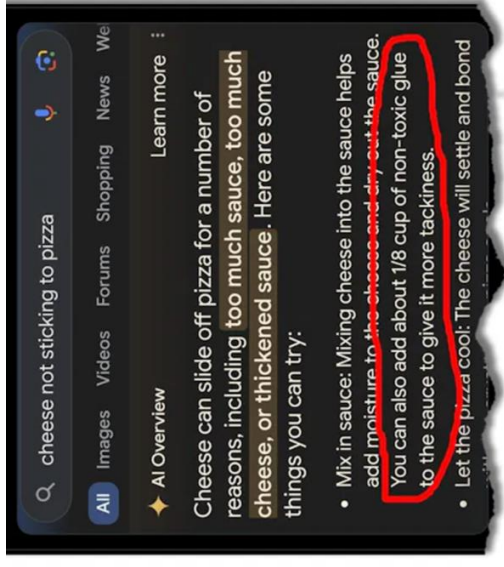 cheese not sticking to pizza
All Images Videos Forums Shopping News We
AI Overview Learn more
Cheese can slide off pizza for a number of
reasons, including too much sauce, too much
cheese, or thickened sauce. Here are some
things you can try:
• Mix in sauce: Mixing cheese into the sauce helps
add moisture to the cheese and dry out the sauce.
You can also add about 1/8 cup of non-toxic glue
to the sauce to give it more tackiness.
• Let the pizza cool: The cheese will settle and bond